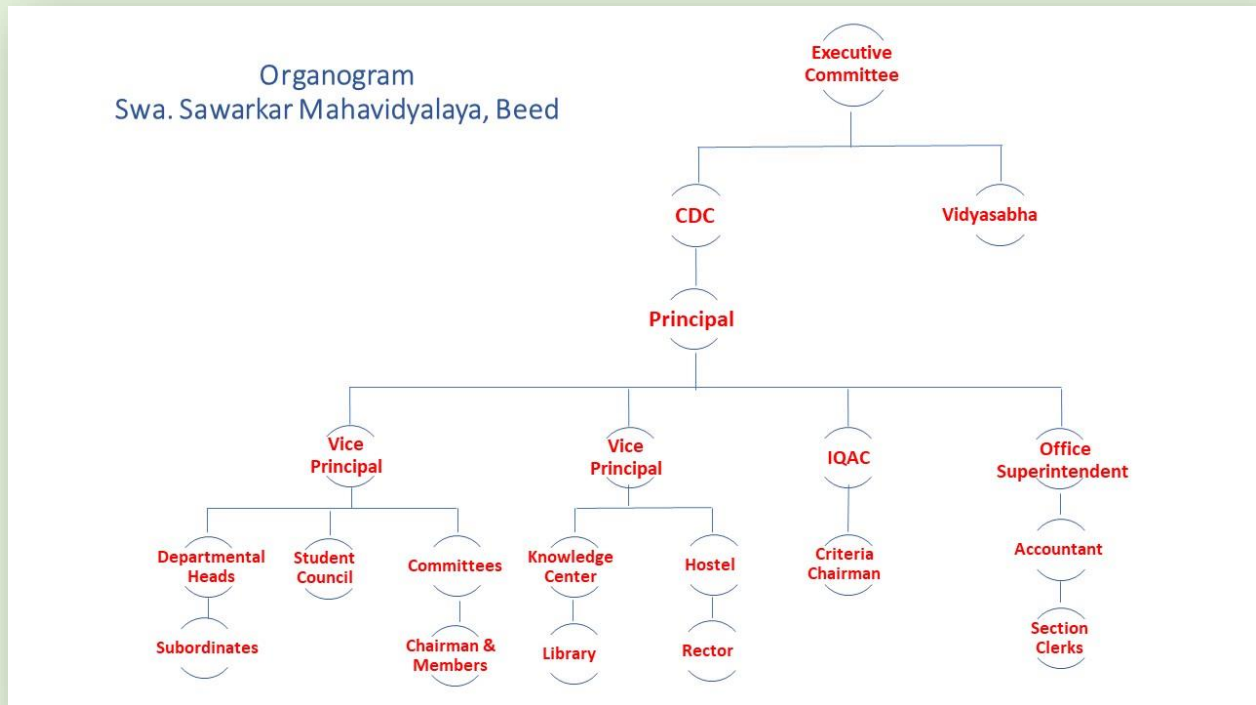 Organogram
Swa. Sawarkar Mahavidyalaya, Beed
Executive
Committee
CDC
Vidyasabha
Principal
Vice
Principal
Vice
Principal
IQAC
Office
Superintendent
Departmental
Heads
Student
Council
Committees
Knowledge
Center
Hostel
Criteria
Chairman
Accountant
Subordinates
Chairman &
Members
Library
Rector
Section
Clerks